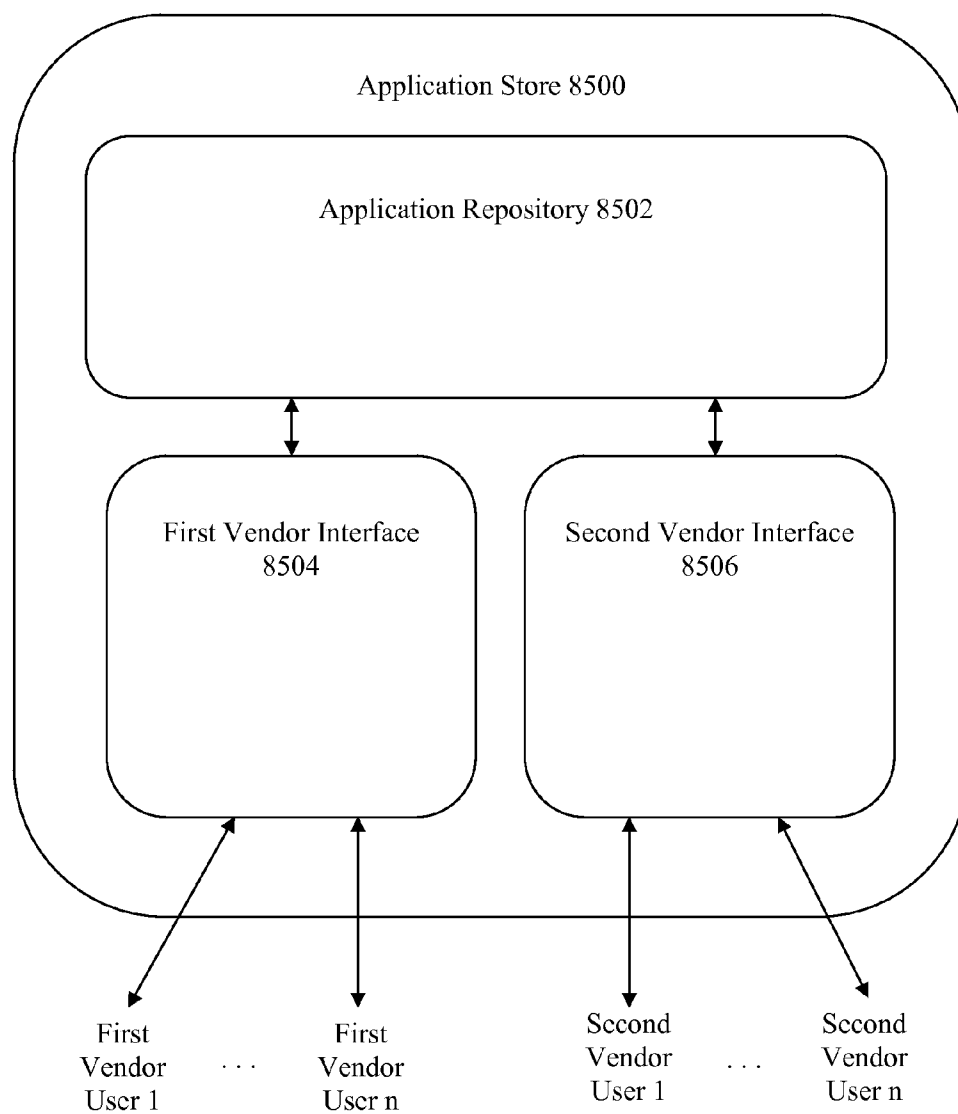 Application Store 8500
Application Repository 8502
First Vendor Interface
8504
Second Vendor Interface
8506
First
Vendor
User 1
. . .
First
Vendor
User n
Second
Vendor
User 1
. . .
Second
Vendor
User n